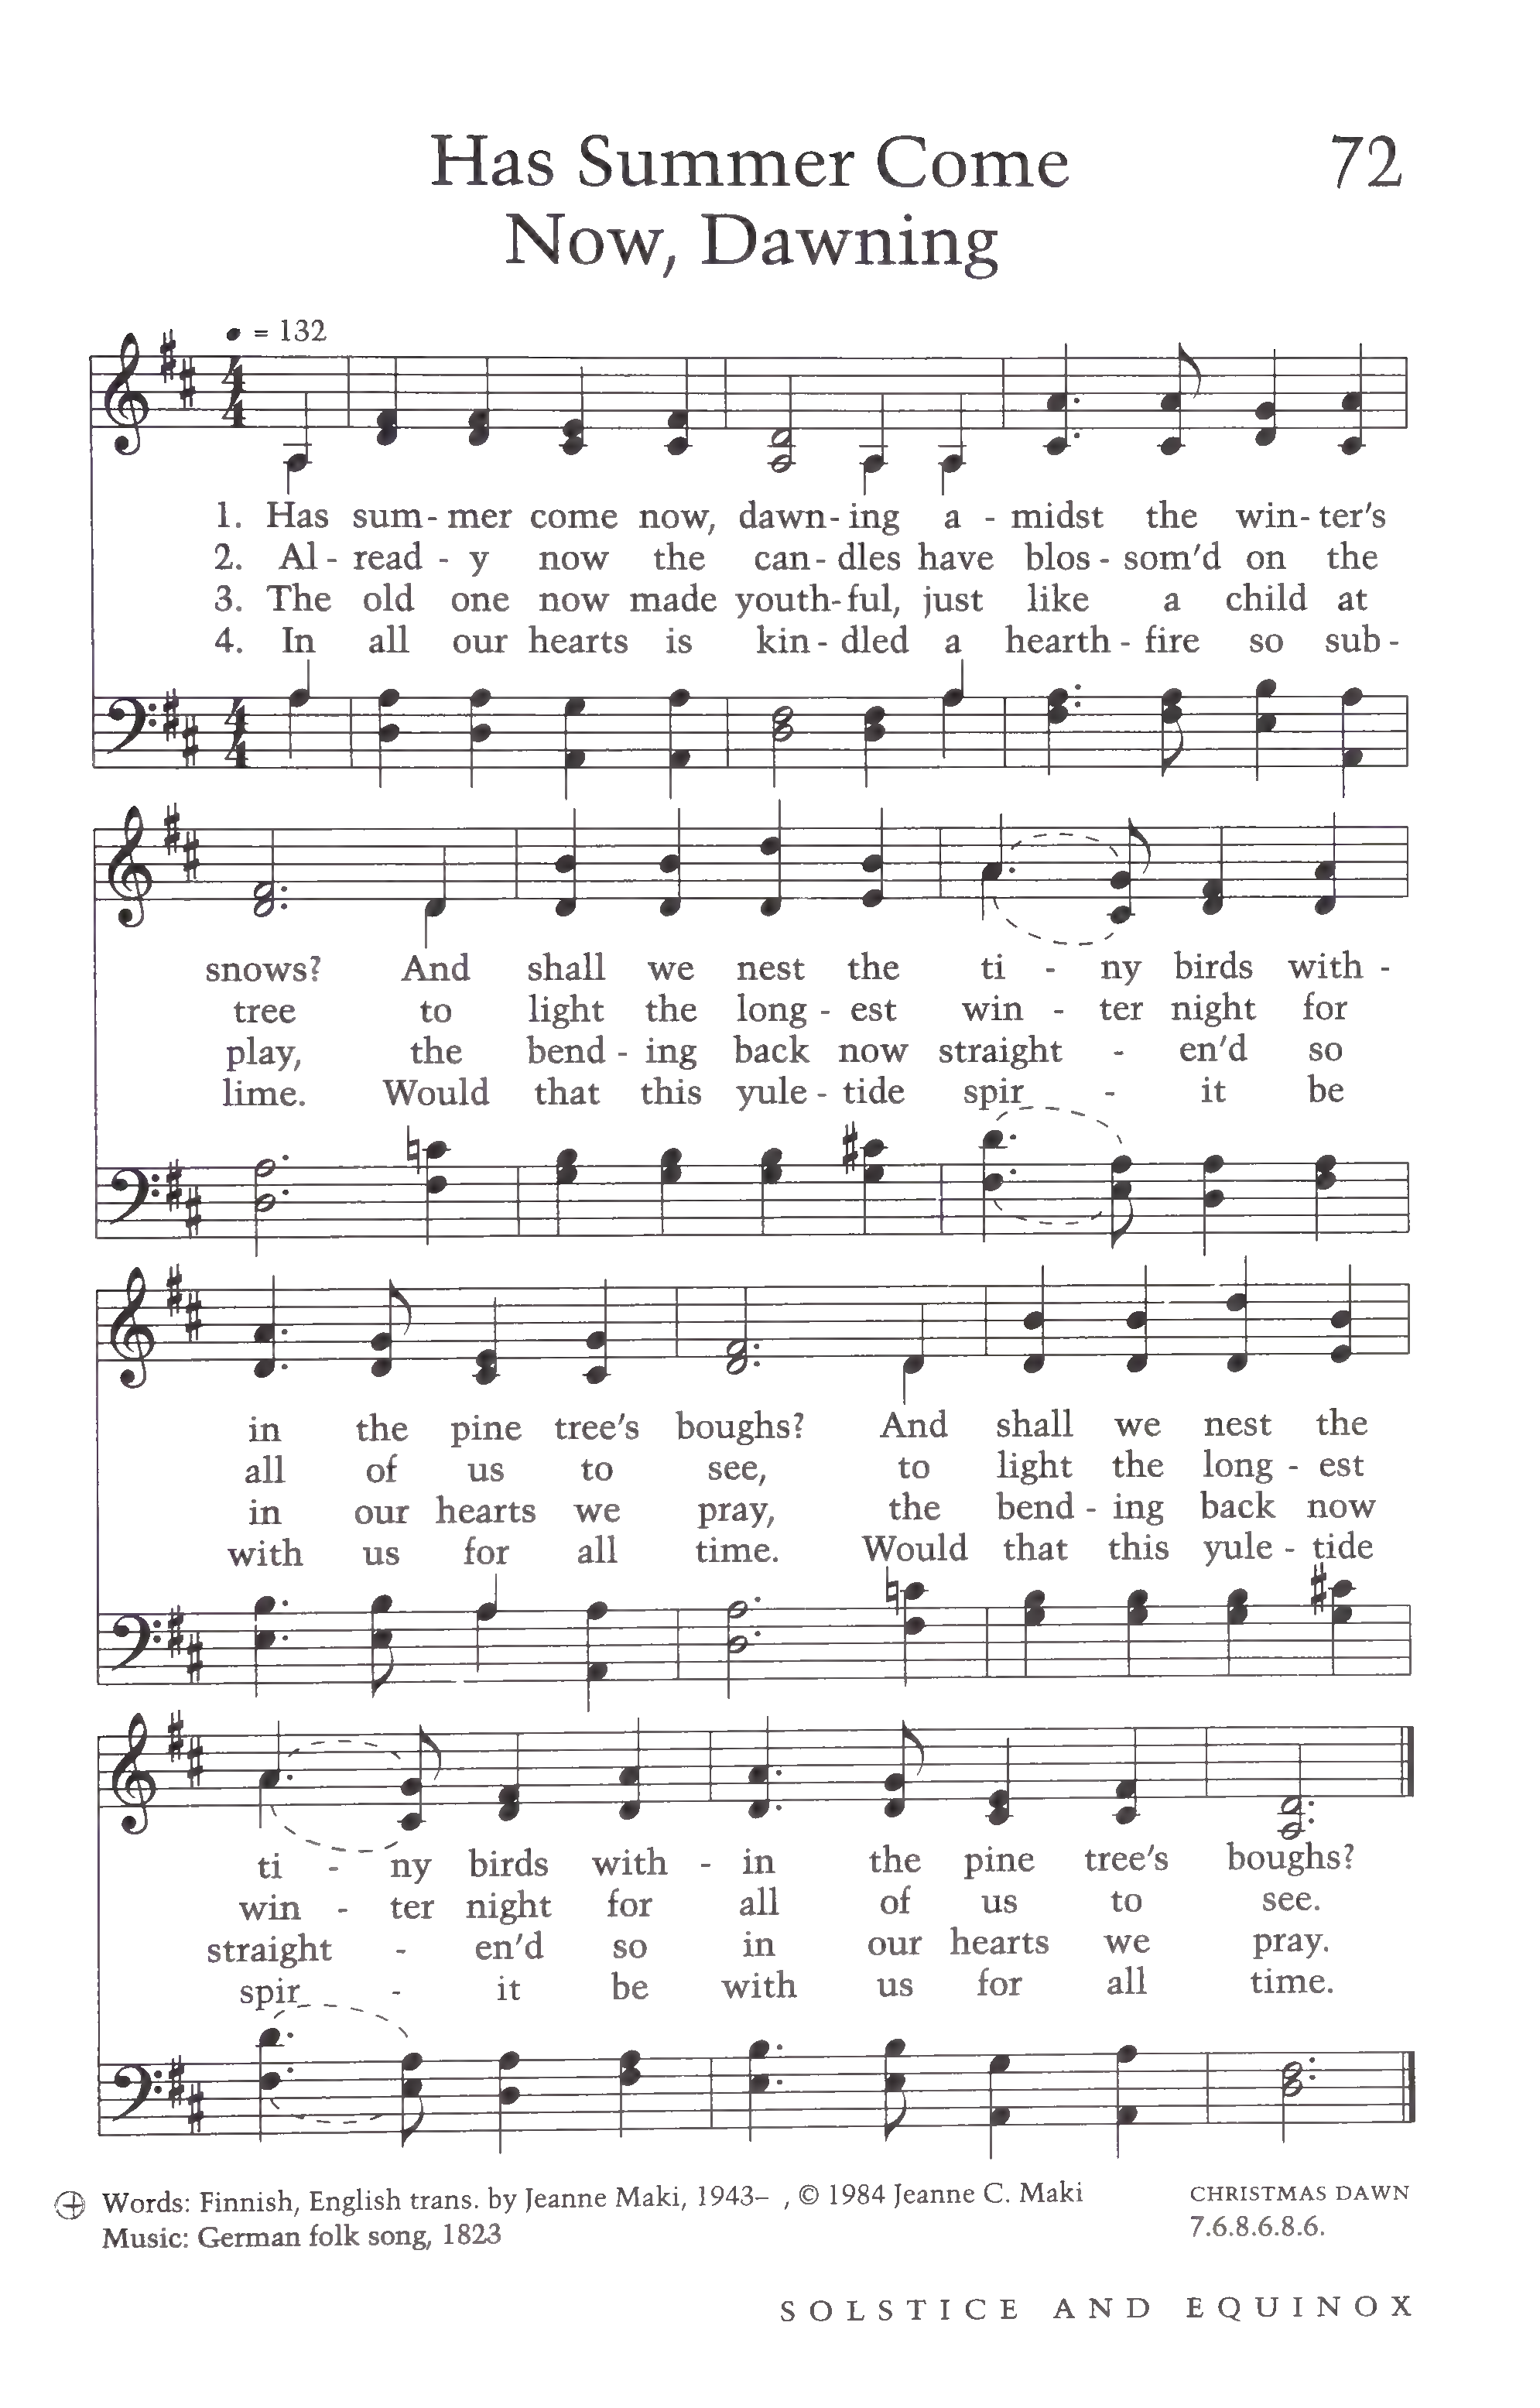 Has Summer Come 72
Now, Dawning
= 132
1. Has sum- mer come now, dawn- ing a - midst the win- ter's
2. Al - read - y now the can- dles have blos - som'd on the
3. The old one now made youth- ful, just like a child at
4. In all our hearts is kin - dled a hearth - fire so sub -
snows? And shall we nest the ti - ny birds with -
tree to light the long - est win - ter night for
play, the bend - ing back now straight - en'd so
lime. Would that this yule - tide spir - it be
in the pine tree's boughs? And shall we nest the
all of us to see, to light the long - est
in our hearts we pray, the bend - ing back now
with us for all time. Would that this yule - tide
ti - ny birds with - in the pine tree's boughs?
win - ter night for all of us to see.
straight - en'd so in our hearts we pray.
spir - it be with us for all time.
Words: Finnish, English trans. by Jeanne Maki, 1943– , © 1984 Jeanne C. Maki CHRISTMAS DAWN
Music: German folk song, 1823 7.6.8.6.8.6.
SOLSTICE AND EQUINOX